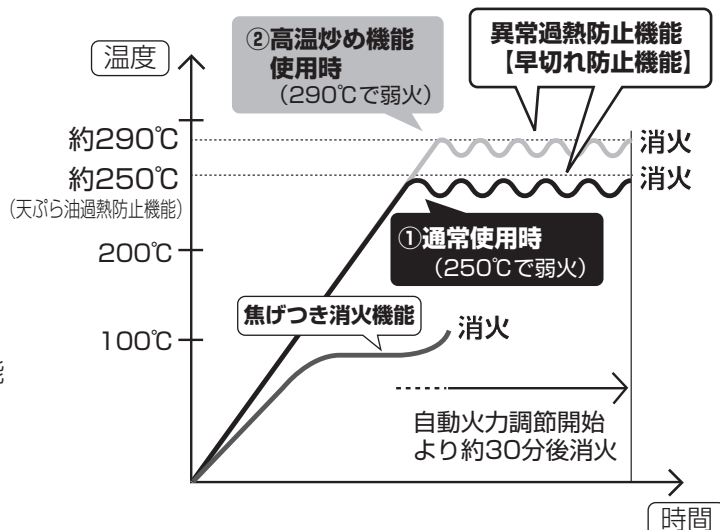 温度
②高温炒め機能
使用時
(290℃で弱火)
異常過熱防止機能
【早切れ防止機能】
約290℃
消火
約250℃
消火
(天ぷら油過熱防止機能)
①通常使用時
(250℃で弱火)
200℃
焦げつき消火機能
消火
100℃
能
自動火力調節開始
より約30分後消火
時間